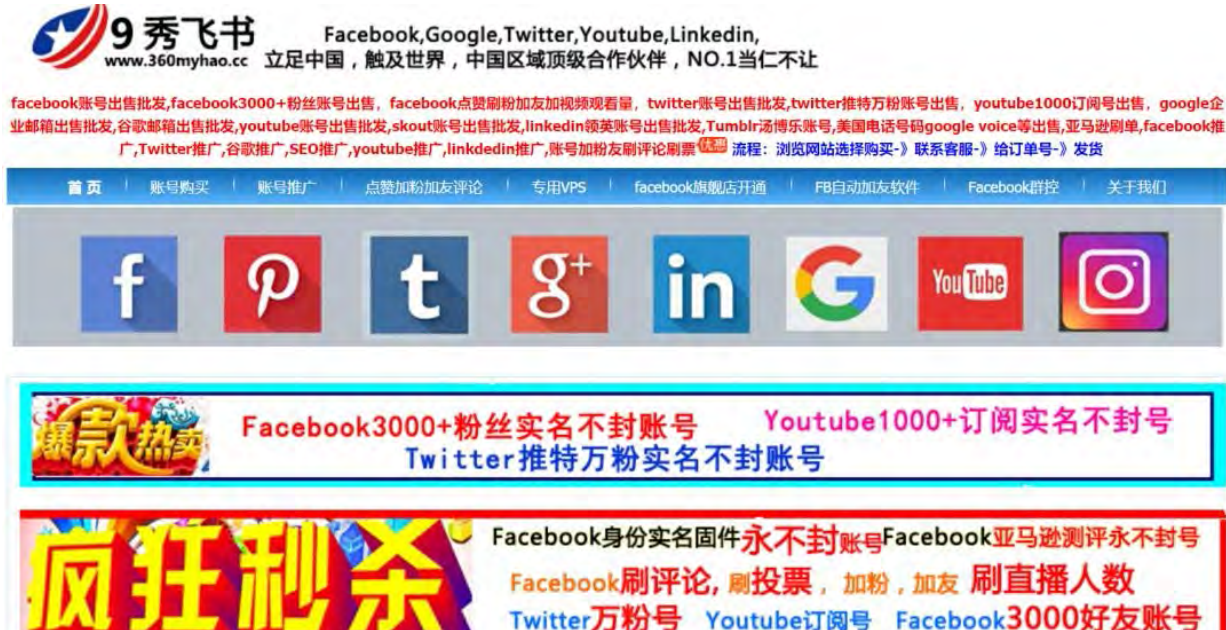 9 秀飞书
www.360myhao.cc
Facebook,Google,Twitter,Youtube,Linkedin,
立足中国，触及世界，中国区域顶级合作伙伴，NO.1当仁不让
facebook账号出售批发,facebook3000+粉丝账号出售，facebook点赞刷粉加友加视频观看量，twitter账号出售批发,twitter推特万粉账号出售，youtube1000订阅号出售，google企
业邮箱出售批发,谷歌邮箱出售批发,youtube账号出售批发,skout账号出售批发,linkedin领英账号出售批发,Tumblr汤博乐账号,美国电话号码google voice等出售,亚马逊刷单,facebook推
广,Twitter推广,谷歌推广,SEO推广,youtube推广,linkdedin推广,账号加粉友刷评论刷票 优惠 流程：浏览网站选择购买-》联系客服-》给订单号-》发货
首 页 账号购买 账号推广 点赞加粉加友评论 专用VPS facebook旗舰店开通 FB自动加友软件 Facebook群控 关于我们
f t g+ in G You Tube
爆款热卖
Facebook3000+粉丝实名不封账号 Youtube1000+订阅实名不封号
Twitter推特万粉实名不封账号
疯狂秒杀
Facebook身份实名固件永不封账号Facebook亚马逊测评永不封号
Facebook刷评论, 刷投票，加粉，加友 刷直播人数
Twitter万粉号 Youtube订阅号 Facebook3000好友账号